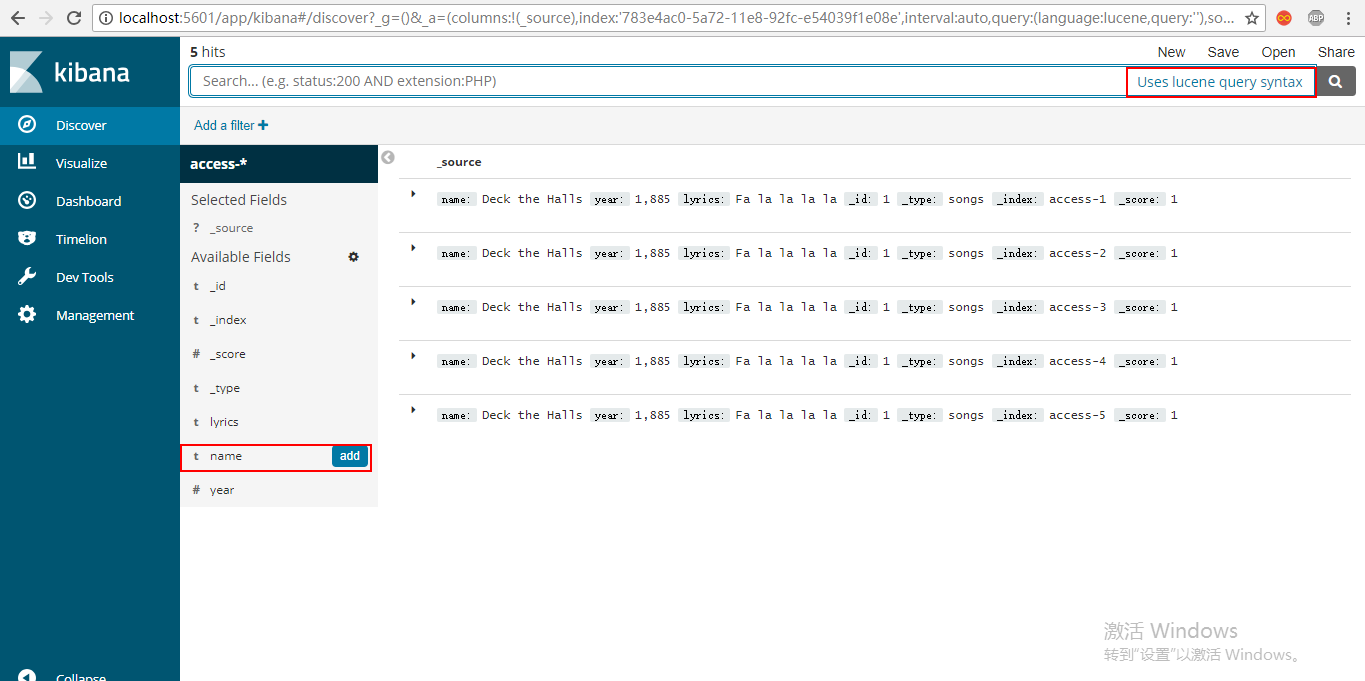 localhost:5601/app/kibana#/discover?_g=()&_a=(columns:!(_source),index:'783e4ac0-5a72-11e8-92fc-e54039f1e08e',interval:auto,query:(language:lucene,query:''),so...
ABP
kibana
5 hits
New Save Open Share
Search... (e.g. status:200 AND extension:PHP)
Uses lucene query syntax
Add a filter +
Discover
Visualize
Dashboard
Timelion
Dev Tools
Management
Collapse
access-*
Selected Fields
? _source
Available Fields
t _id
t _index
# _score
t _type
t lyrics
t name add
# year
_source
name: Deck the Halls year: 1,885 lyrics: Fa la la la la _id: 1 _type: songs _index: access-1 _score: 1
name: Deck the Halls year: 1,885 lyrics: Fa la la la la _id: 1 _type: songs _index: access-2 _score: 1
name: Deck the Halls year: 1,885 lyrics: Fa la la la la _id: 1 _type: songs _index: access-3 _score: 1
name: Deck the Halls year: 1,885 lyrics: Fa la la la la _id: 1 _type: songs _index: access-4 _score: 1
name: Deck the Halls year: 1,885 lyrics: Fa la la la la _id: 1 _type: songs _index: access-5 _score: 1
激活 Windows
转到"设置"以激活 Windows。